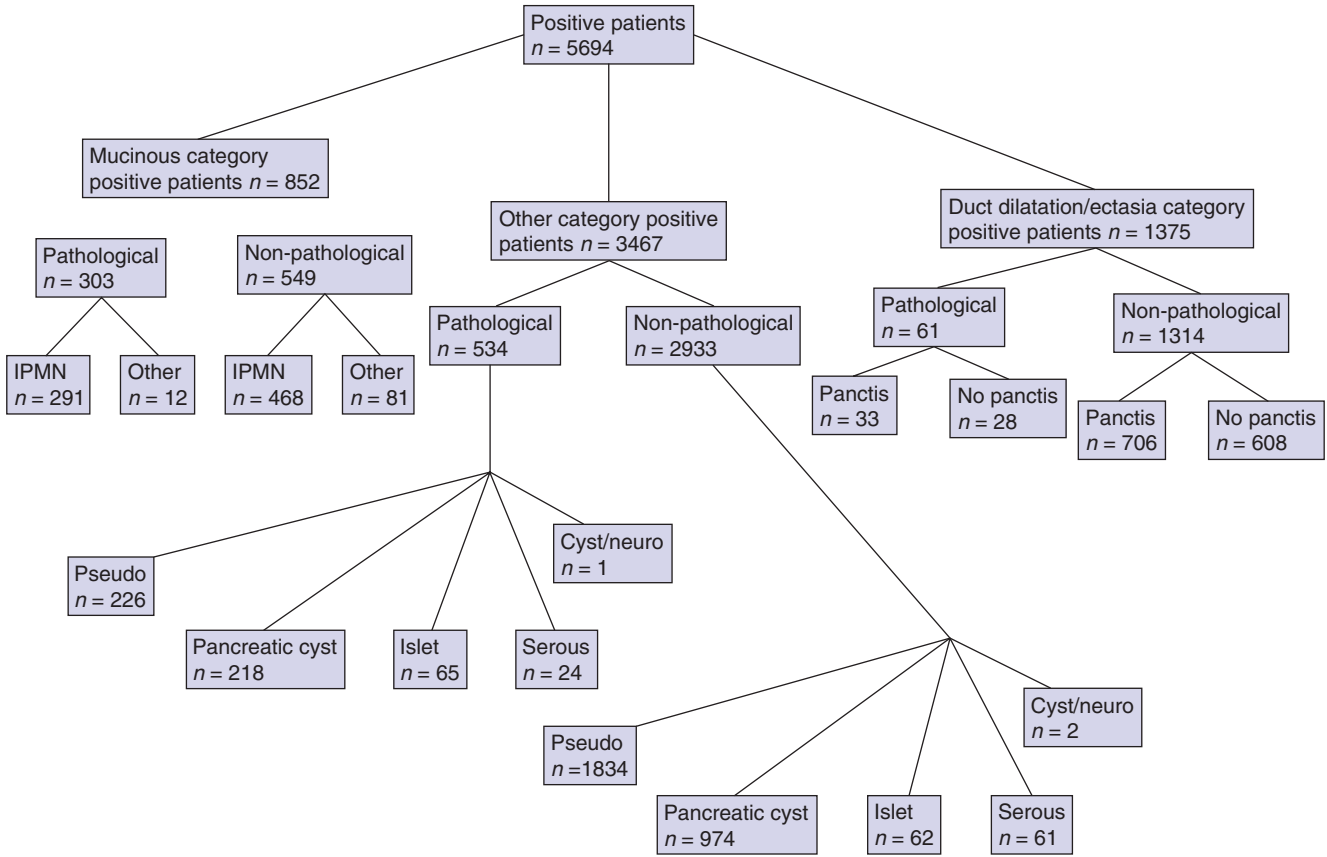 Positive patients
n = 5694
Mucinous category
positive patients n = 852
Other category positive
patients n = 3467
Duct dilatation/ectasia category
positive patients n = 1375
Pathological
n = 303
Non-pathological
n = 549
IPMN
n = 291
Other
n = 12
IPMN
n = 468
Other
n = 81
Pathological
n = 534
Non-pathological
n = 2933
Pathological
n = 61
Non-pathological
n = 1314
Panctis
n = 33
No panctis
n = 28
Panctis
n = 706
No panctis
n = 608
Pseudo
n = 226
Pancreatic cyst
n = 218
Islet
n = 65
Serous
n = 24
Cyst/neuro
n = 1
Pseudo
n =1834
Pancreatic cyst
n = 974
Islet
n = 62
Serous
n = 61
Cyst/neuro
n = 2